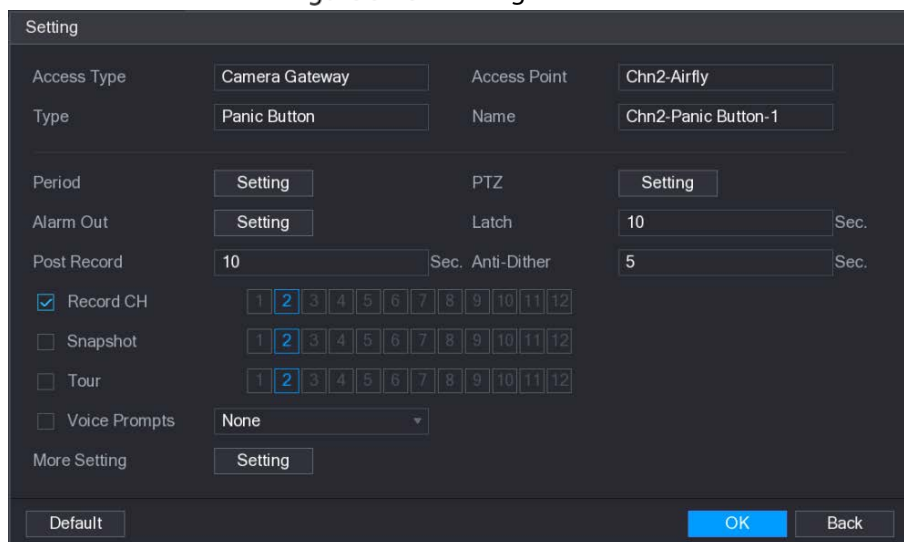 Setting
Access Type Camera Gateway Access Point Chn2-Airfly
Type Panic Button Name Chn2-Panic Button-1
Period Setting PTZ Setting
Alarm Out Setting Latch 10 Sec.
Post Record 10 Sec. Anti-Dither 5 Sec.
Record CH 1 2 3 4 5 6 7 8 9 10 11 12
Snapshot 1 2 3 4 5 6 7 8 9 10 11 12
Tour 1 2 3 4 5 6 7 8 9 10 11 12
Voice Prompts None
More Setting Setting
Default OK Back